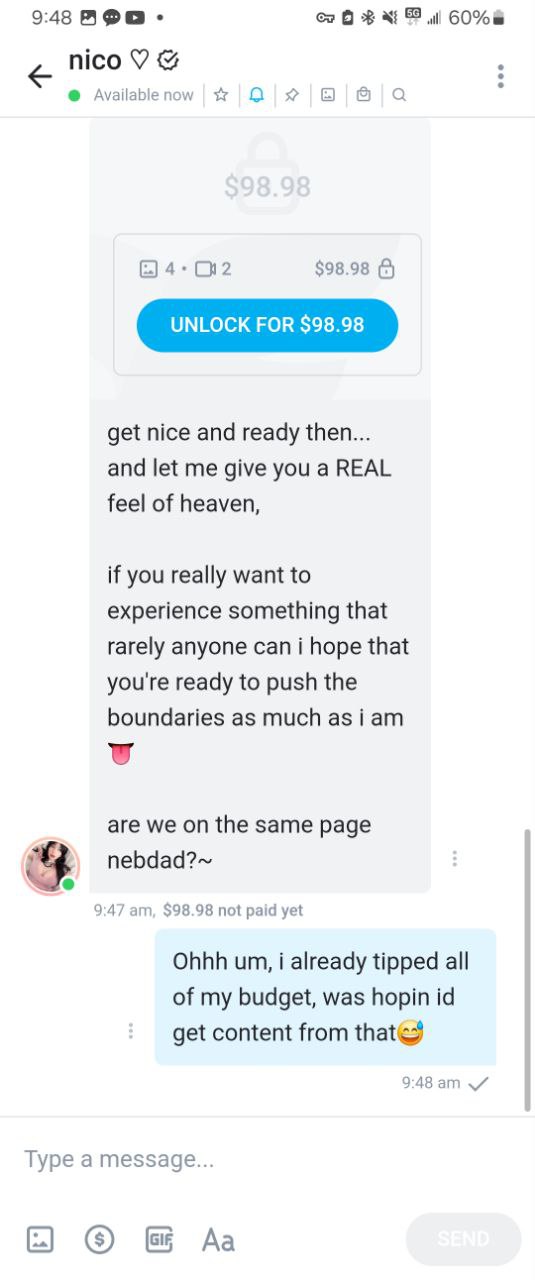 9:48
5G
60%
nico ♡
Available now
$98.98
4 • 2 $98.98
UNLOCK FOR $98.98
get nice and ready then...
and let me give you a REAL
feel of heaven,
if you really want to
experience something that
rarely anyone can i hope that
you're ready to push the
boundaries as much as i am
👅
are we on the same page
nebdad?~
9:47 am, $98.98 not paid yet
Ohhh um, i already tipped all
of my budget, was hopin id
get content from that😅
9:48 am
Type a message...
GIF
Aa
SEND